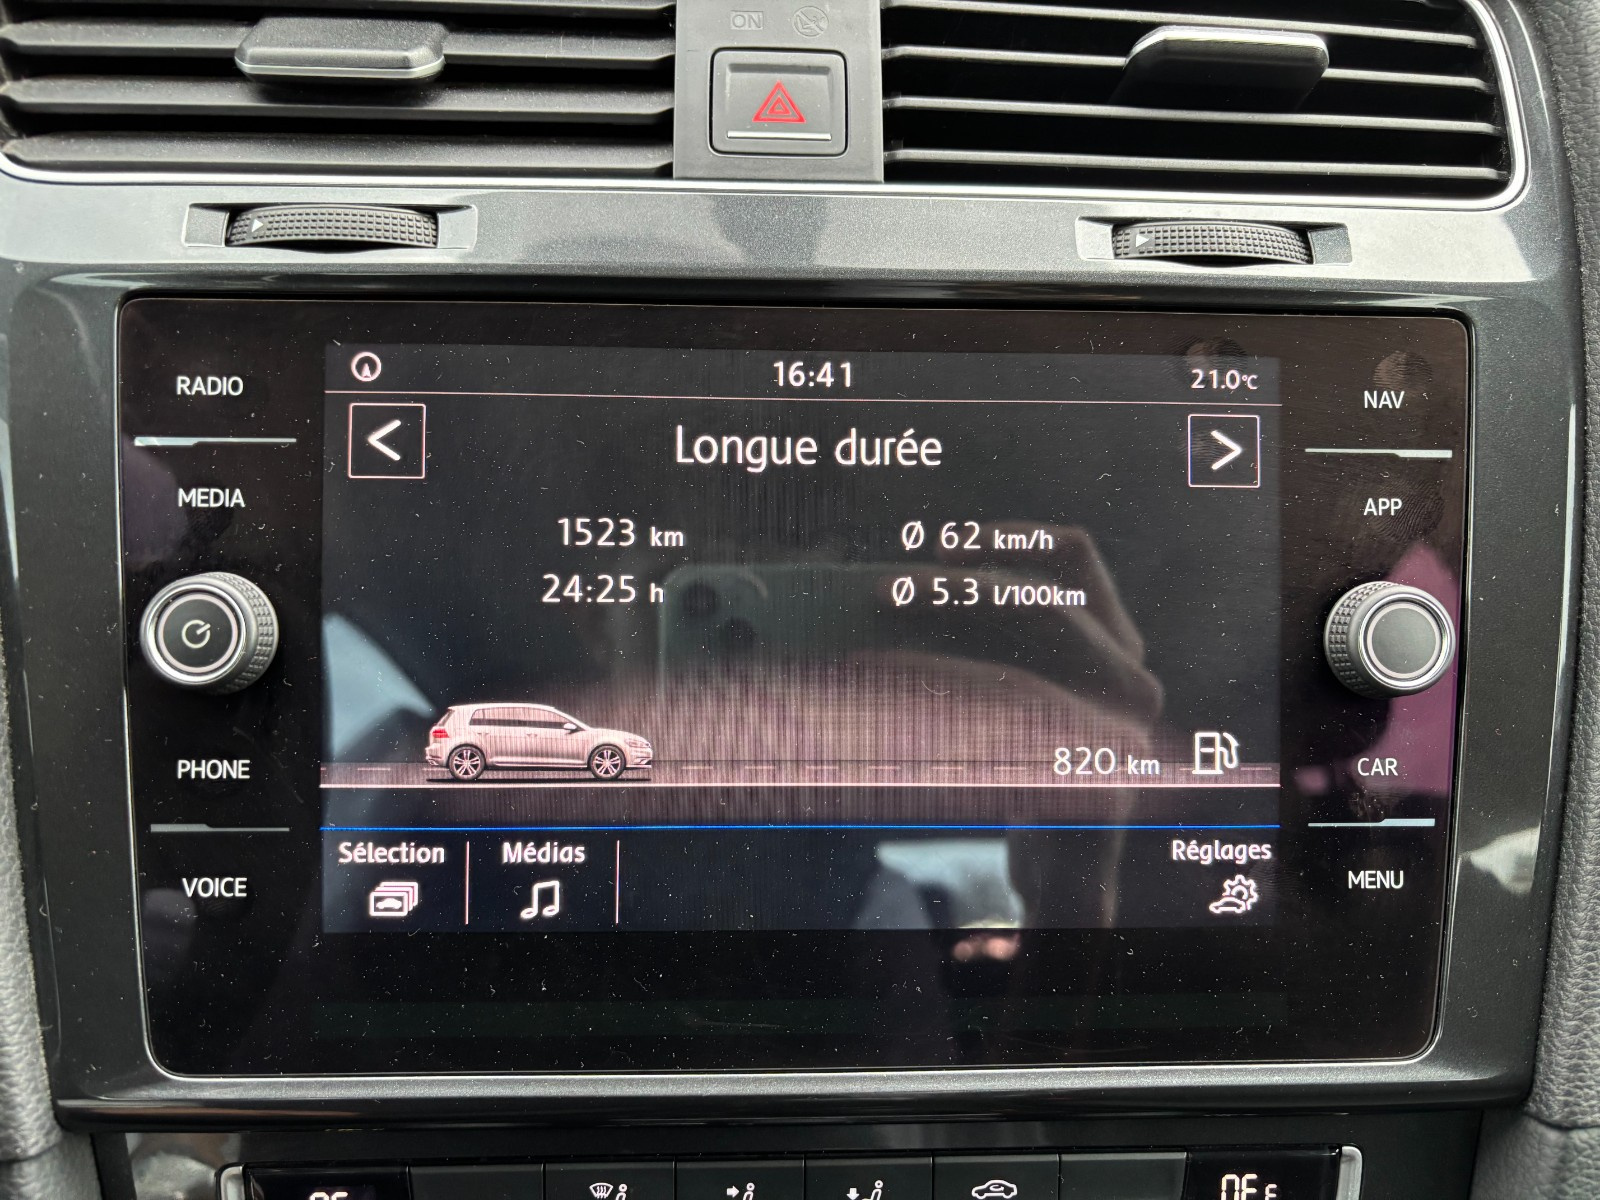 ON
RADIO
MEDIA
PHONE
VOICE
16:41
21.0°C
<
Longue durée
>
1523 km
Ø 62 km/h
24:25 h
Ø 5.3 l/100km
820 km
Sélection
Médias
Réglages
NAV
APP
CAR
MENU